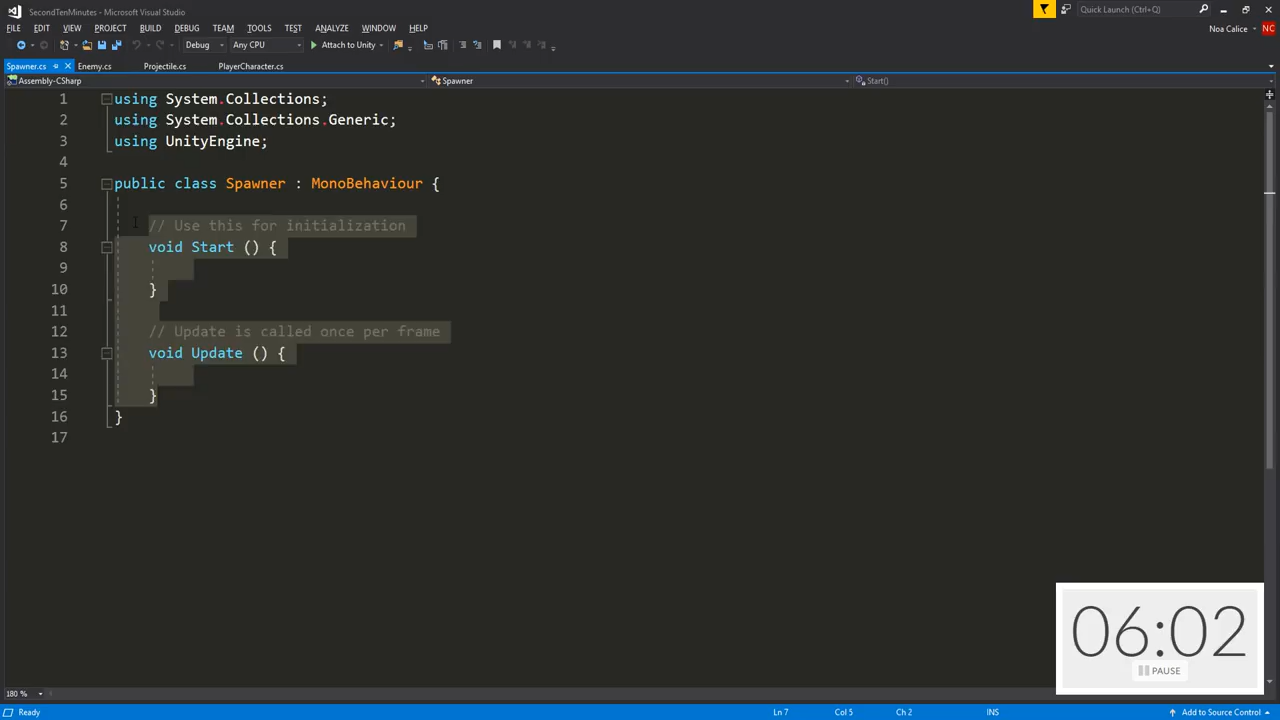 SecondTenMinutes - Microsoft Visual Studio
Quick Launch (Ctrl+Q)
FILE EDIT VIEW PROJECT BUILD DEBUG TEAM TOOLS TEST ANALYZE WINDOW HELP
Noa Calice NC
Debug Any CPU Attach to Unity
Spawner.cs Enemy.cs Projectile.cs PlayerCharacter.cs
Assembly-CSharp Spawner Start()
1 using System.Collections;
2 using System.Collections.Generic;
3 using UnityEngine;
4
5 public class Spawner : MonoBehaviour {
6
7 // Use this for initialization
8 void Start () {
9
10 }
11
12 // Update is called once per frame
13 void Update () {
14
15 }
16 }
17
06:02
PAUSE
180 %
Ready Ln 7 Col 5 Ch 2 INS Add to Source Control